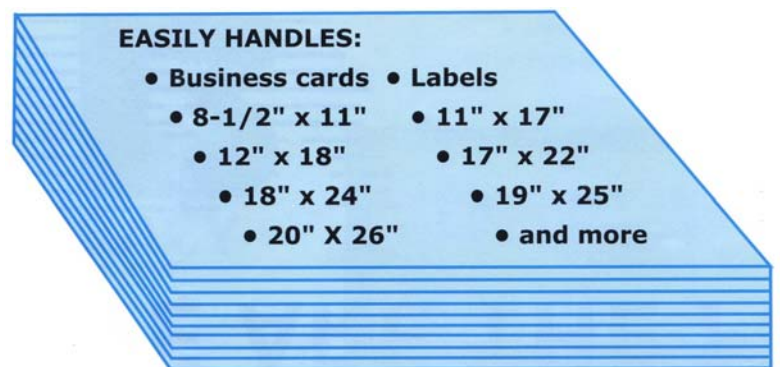 EASILY HANDLES:
• Business cards • Labels
• 8-1/2" x 11" • 11" x 17"
• 12" x 18" • 17" x 22"
• 18" x 24" • 19" x 25"
• 20" X 26" • and more